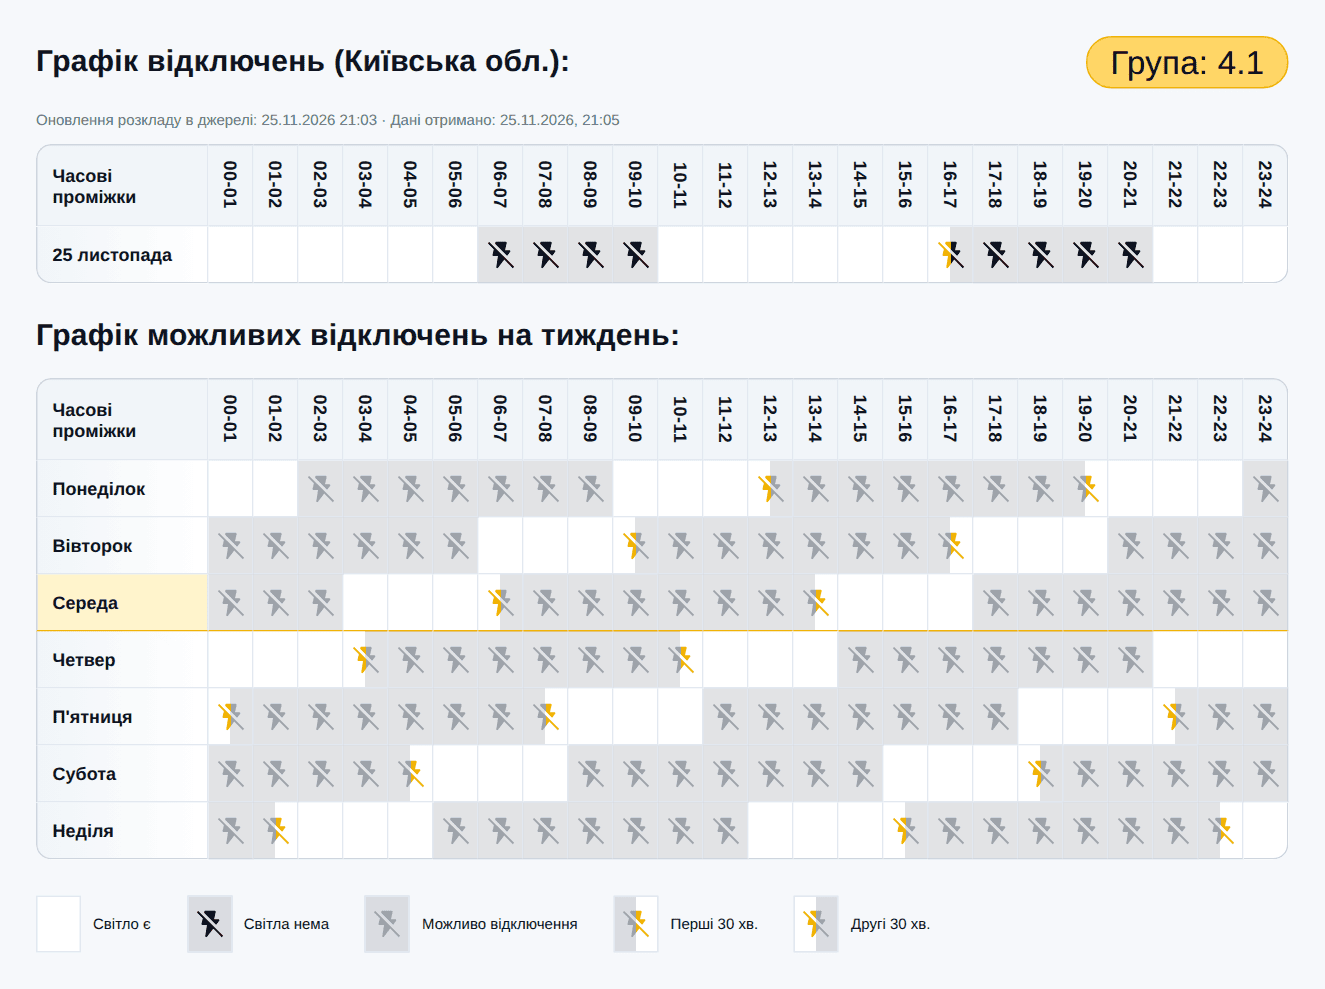 Графік відключень (Київська обл.):
Група: 4.1
Оновлення розкладу в джерелі: 25.11.2026 21:03 · Дані отримано: 25.11.2026, 21:05
Часові проміжки 00-01 01-02 02-03 03-04 04-05 05-06 06-07 07-08 08-09 09-10 10-11 11-12 12-13 13-14 14-15 15-16 16-17 17-18 18-19 19-20 20-21 21-22 22-23 23-24
25 листопада
Графік можливих відключень на тиждень:
Часові проміжки 00-01 01-02 02-03 03-04 04-05 05-06 06-07 07-08 08-09 09-10 10-11 11-12 12-13 13-14 14-15 15-16 16-17 17-18 18-19 19-20 20-21 21-22 22-23 23-24
Понеділок
Вівторок
Середа
Четвер
П'ятниця
Субота
Неділя
Світло є
Світла нема
Можливо відключення
Перші 30 хв.
Другі 30 хв.